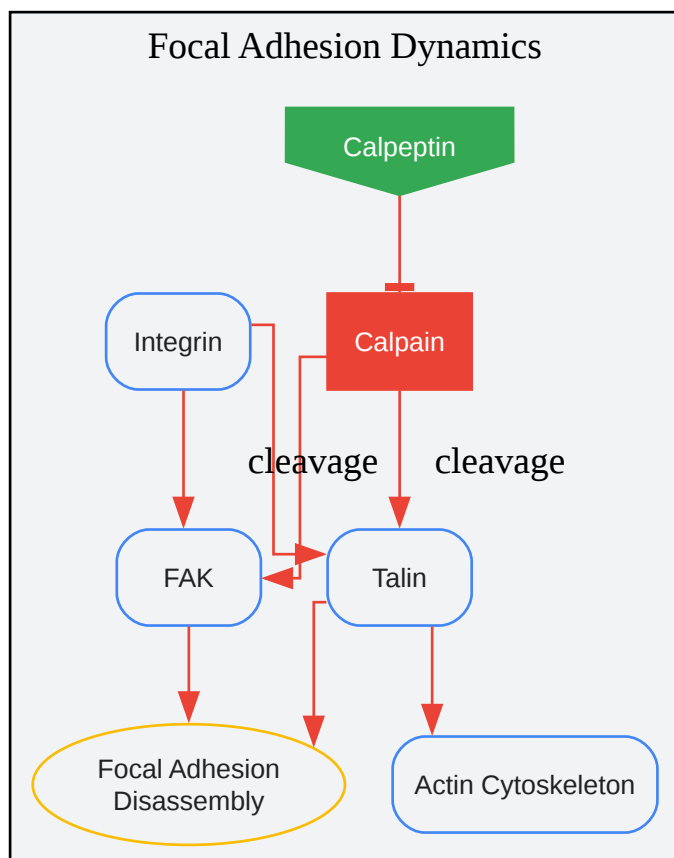 Focal Adhesion Dynamics
Calpeptin
Integrin
Calpain
cleavage
cleavage
FAK
Talin
Focal Adhesion
Disassembly
Actin Cytoskeleton